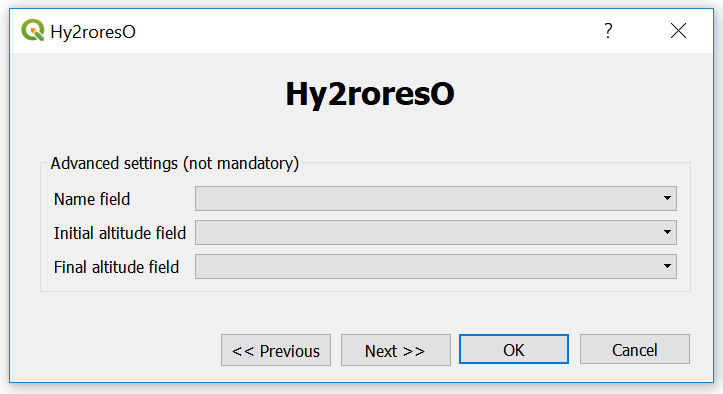 Hy2roresO
?
Hy2roresO
Advanced settings (not mandatory)
Name field
Initial altitude field
Final altitude field
<< Previous Next >> OK Cancel